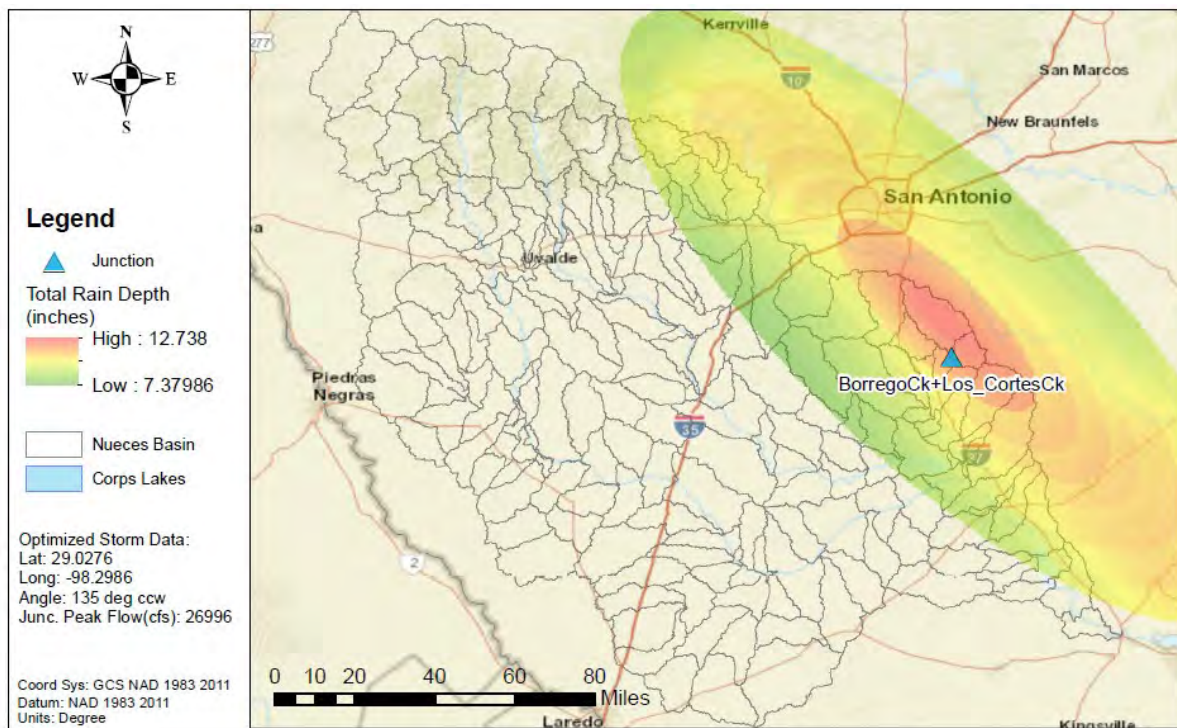 N
W E
S
Legend
Junction
Total Rain Depth
(inches)
High : 12.738
Low : 7.37986
Nueces Basin
Corps Lakes
Optimized Storm Data:
Lat: 29.0276
Long: -98.2986
Angle: 135 deg ccw
Junc. Peak Flow(cfs): 26996
Coord Sys: GCS NAD 1983 2011
Datum: NAD 1983 2011
Units: Degree
277
Kerrville
10
San Marcos
New Braunfels
San Antonio
Uvalde
Piedras
Negras
BorregoCk+Los_CortesCk
35
37
2
0 10 20 40 60 80
Miles
Laredo
Kingsville